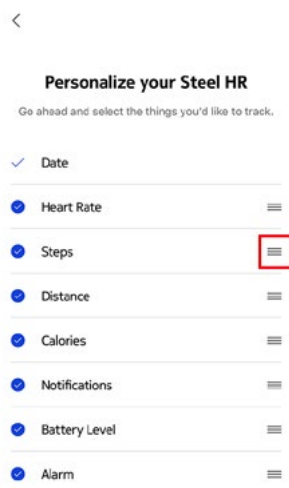 Personalize your Steel HR
Go ahead and select the things you'd like to track.
Date
Heart Rate
Steps
Distance
Calories
Notifications
Battery Level
Alarm